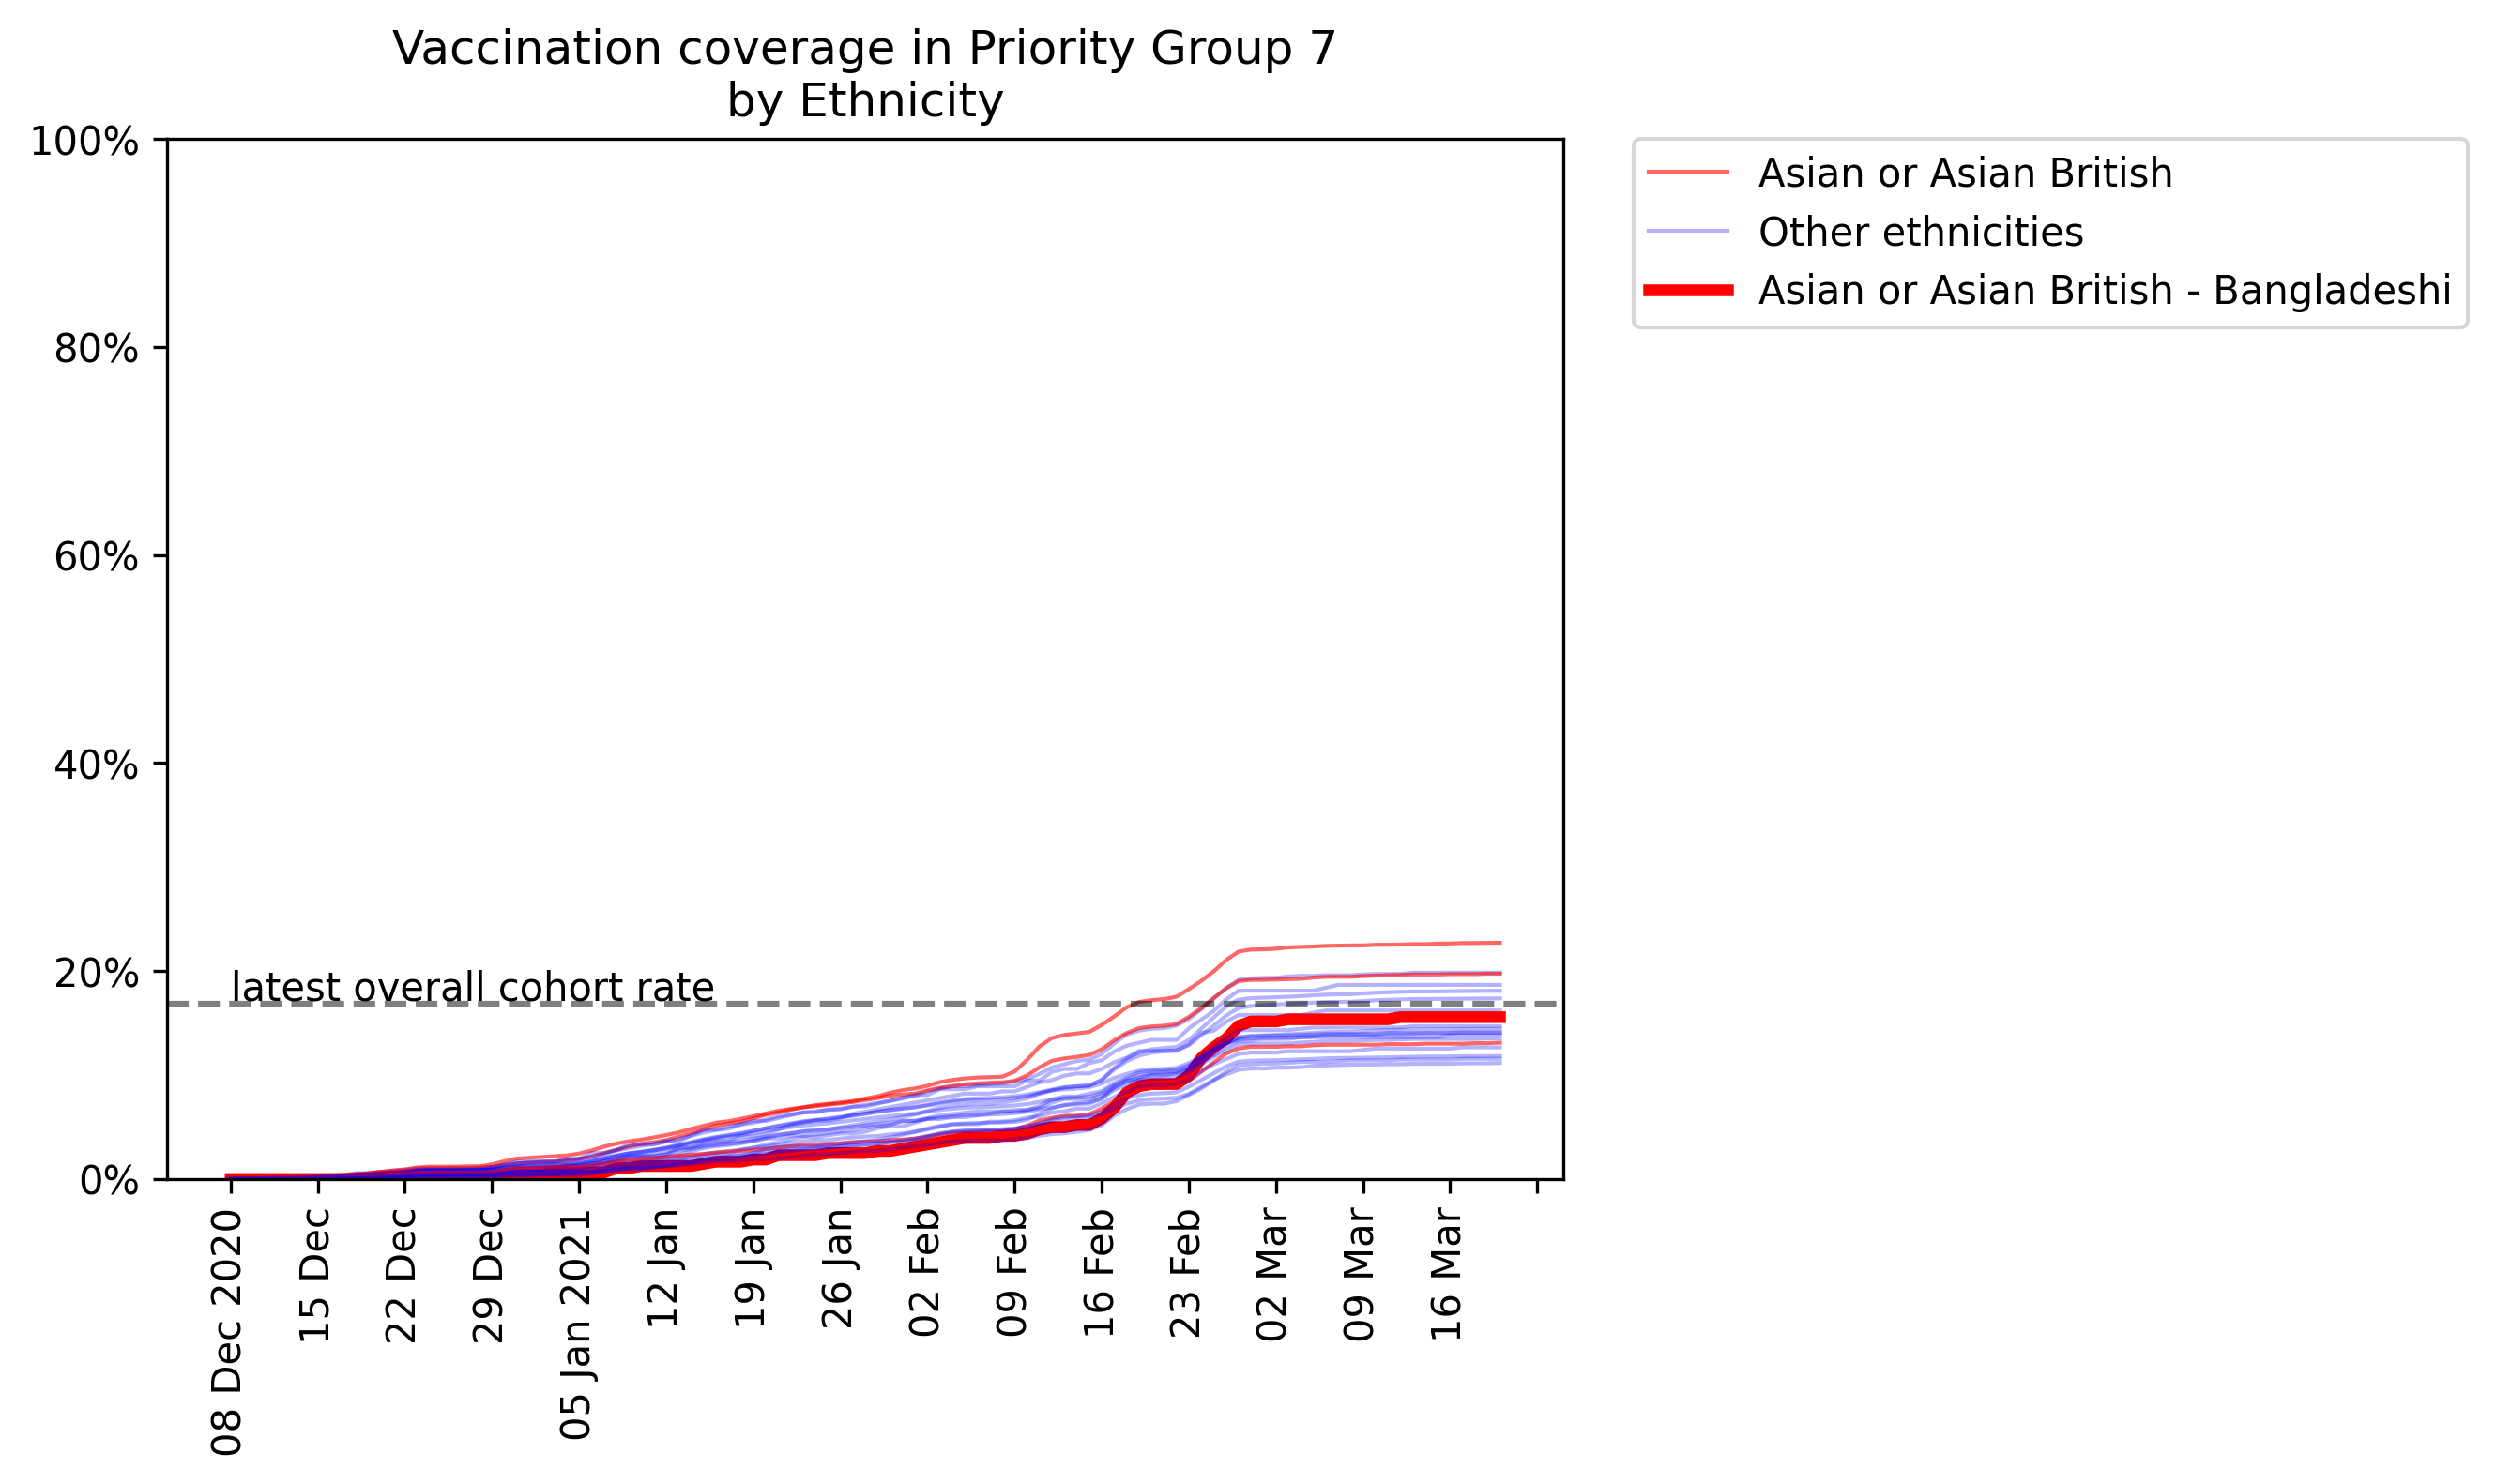 Vaccination coverage in Priority Group 7
by Ethnicity
100%
80%
60%
40%
20%
0%
latest overall cohort rate
Asian or Asian British
Other ethnicities
Asian or Asian British - Bangladeshi
08 Dec 2020
15 Dec
22 Dec
29 Dec
05 Jan 2021
12 Jan
19 Jan
26 Jan
02 Feb
09 Feb
16 Feb
23 Feb
02 Mar
09 Mar
16 Mar